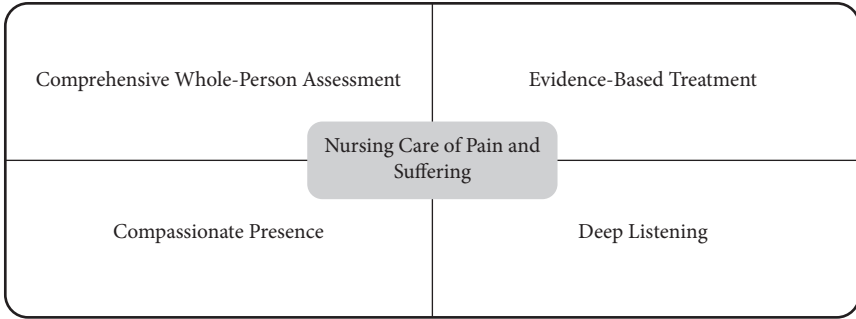 Comprehensive Whole-Person Assessment
Evidence-Based Treatment
Nursing Care of Pain and
Suffering
Compassionate Presence
Deep Listening